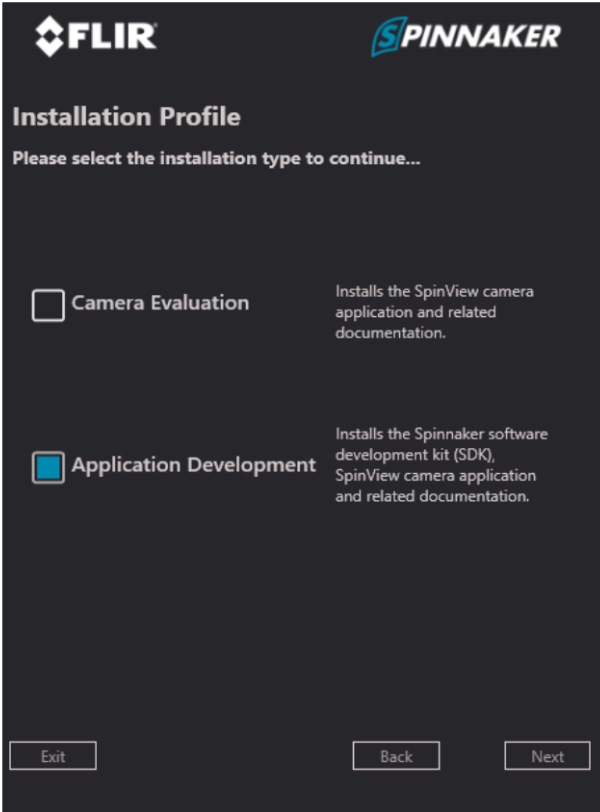 FLIR
SPINNAKER
Installation Profile
Please select the installation type to continue...
Camera Evaluation
Installs the SpinView camera
application and related
documentation.
Application Development
Installs the Spinnaker software
development kit (SDK),
SpinView camera application
and related documentation.
Exit
Back
Next